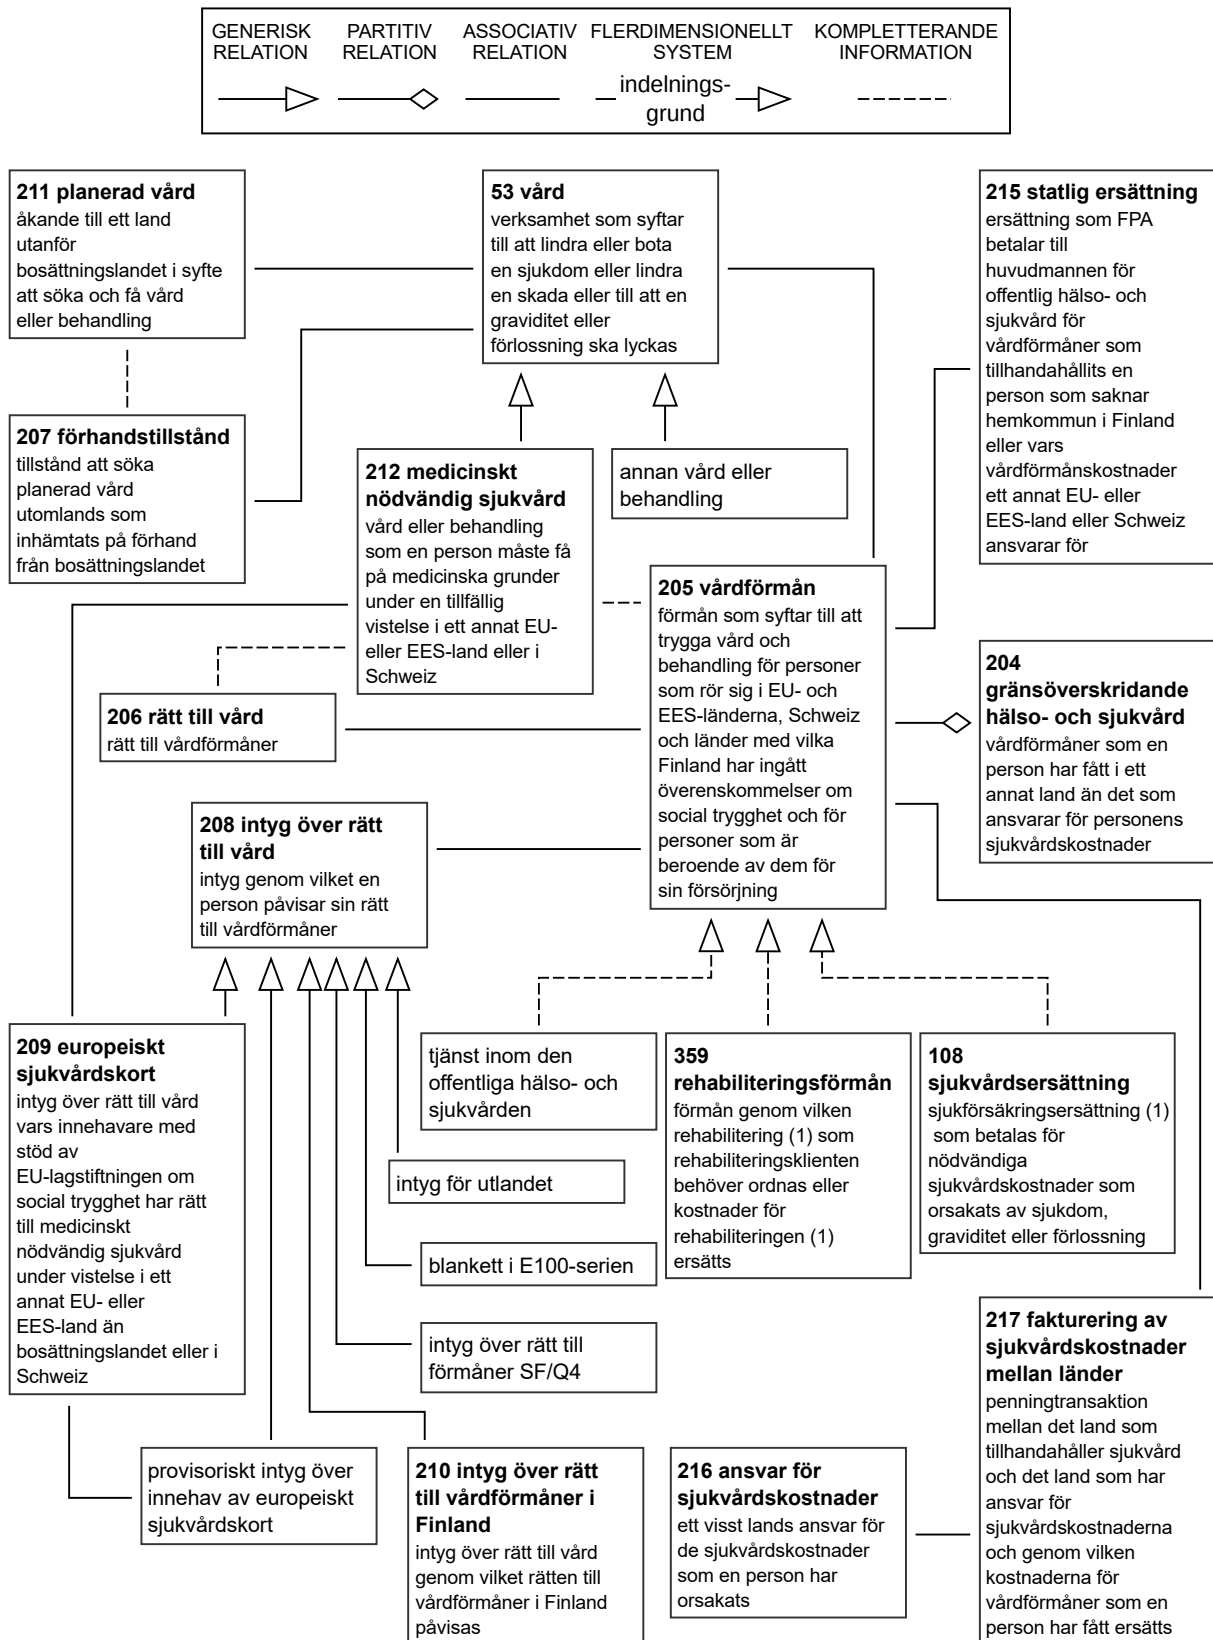 GENERISK
RELATION
PARTITIV
RELATION
ASSOCIATIV
RELATION
FLERDIMENSIONELLT
SYSTEM
KOMPLETTERANDE
INFORMATION
indelnings-
grund
211 planerad vård
åkande till ett land
utanför
bosättningslandet i syfte
att söka och få vård
eller behandling
53 vård
verksamhet som syftar
till att lindra eller bota
en sjukdom eller lindra
en skada eller till att en
graviditet eller
förlossning ska lyckas
215 statlig ersättning
ersättning som FPA
betalar till
huvudmannen för
offentlig hälso- och
sjukvård för
vårdförmåner som
tillhandahållits en
person som saknar
hemkommun i Finland
eller vars
vårdförmånskostnader
ett annat EU- eller
EES-land eller Schweiz
ansvarar för
207 förhandstillstånd
tillstånd att söka
planerad vård
utomlands som
inhämtats på förhand
från bosättningslandet
212 medicinskt
nödvändig sjukvård
vård eller behandling
som en person måste få
på medicinska grunder
under en tillfällig
vistelse i ett annat EU-
eller EES-land eller i
Schweiz
annan vård eller
behandling
205 vårdförmån
förmån som syftar till att
trygga vård och
behandling för personer
som rör sig i EU- och
EES-länderna, Schweiz
och länder med vilka
Finland har ingått
överenskommelser om
social trygghet och för
personer som är
beroende av dem för
sin försörjning
204
gränsöverskridande
hälso- och sjukvård
vårdförmåner som en
person har fått i ett
annat land än det som
ansvarar för personens
sjukvårdskostnader
206 rätt till vård
rätt till vårdförmåner
208 intyg över rätt
till vård
intyg genom vilket en
person påvisar sin rätt
till vårdförmåner
209 europeiskt
sjukvårdskort
intyg över rätt till vård
vars innehavare med
stöd av
EU-lagstiftningen om
social trygghet har rätt
till medicinskt
nödvändig sjukvård
under vistelse i ett
annat EU- eller
EES-land än
bosättningslandet eller i
Schweiz
tjänst inom den
offentliga hälso- och
sjukvården
359
rehabiliteringsförmån
förmån genom vilken
rehabilitering (1) som
rehabiliteringsklienten
behöver ordnas eller
kostnader för
rehabiliteringen (1)
ersätts
108
sjukvårdsersättning
sjukförsäkringsersättning (1)
som betalas för
nödvändiga
sjukvårdskostnader som
orsakats av sjukdom,
graviditet eller förlossning
intyg för utlandet
blankett i E100-serien
intyg över rätt till
förmåner SF/Q4
provisoriskt intyg över
innehav av europeiskt
sjukvårdskort
210 intyg över rätt
till vårdförmåner i
Finland
intyg över rätt till vård
genom vilket rätten till
vårdförmåner i Finland
påvisas
216 ansvar för
sjukvårdskostnader
ett visst lands ansvar för
de sjukvårdskostnader
som en person har
orsakats
217 fakturering av
sjukvårdskostnader
mellan länder
penningtransaktion
mellan det land som
tillhandahåller sjukvård
och det land som har
ansvar för
sjukvårdskostnaderna
och genom vilken
kostnaderna för
vårdförmåner som en
person har fått ersätts